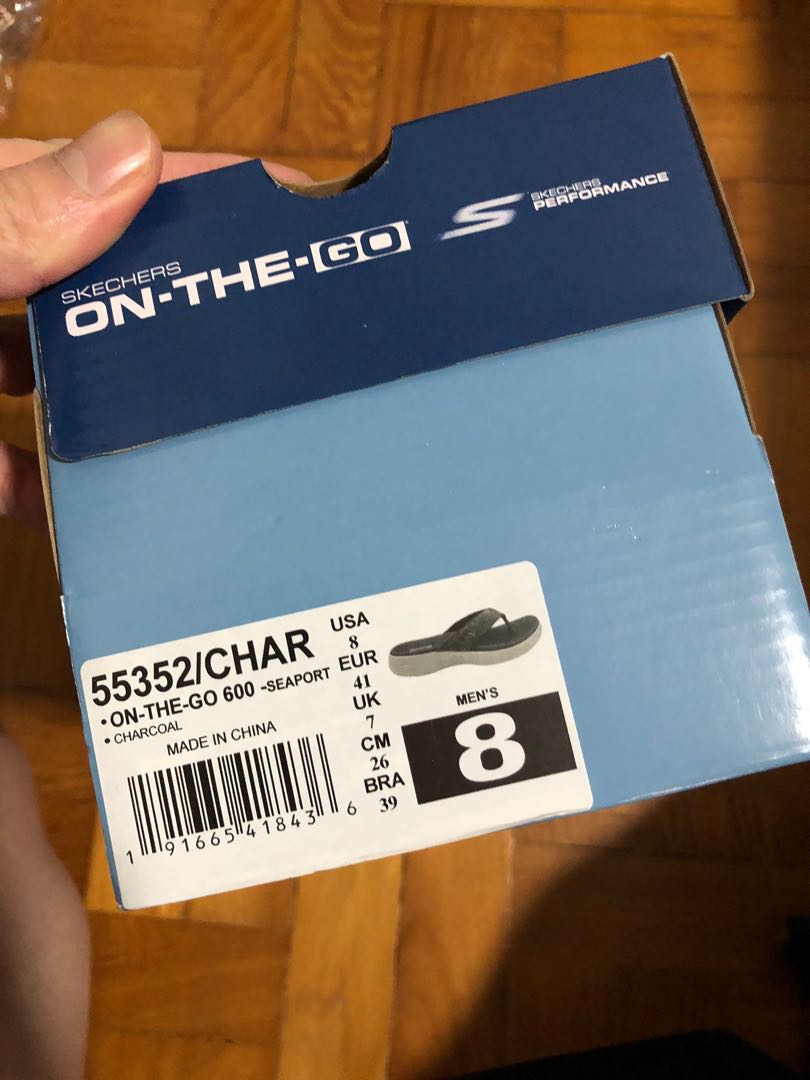 SKECHERS
ON-THE-GO
SKECHERS
PERFORMANCE
55352/CHAR
•ON-THE-GO 600 -SEAPORT
• CHARCOAL
MADE IN CHINA
1 91665 41843 6
USA
8
EUR
41
UK
7
CM
26
BRA
39
MEN'S
8